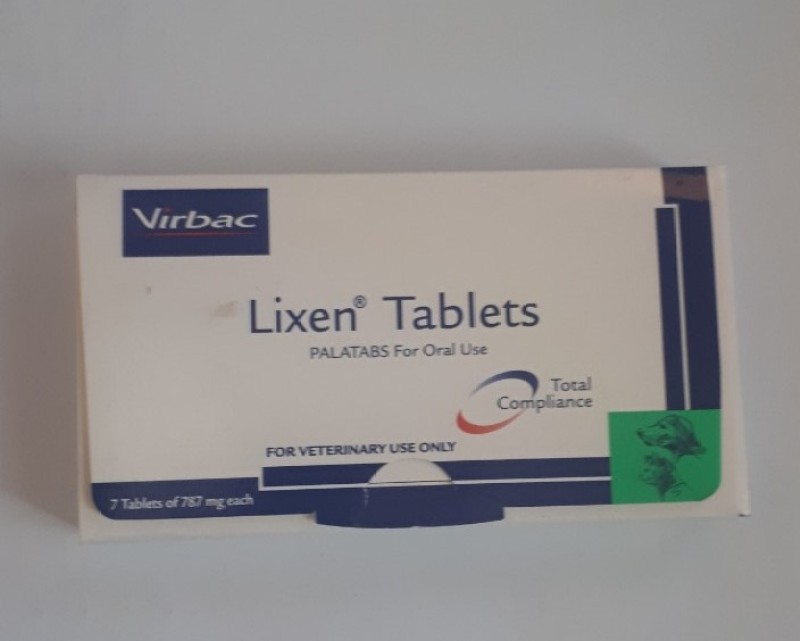 Virbac
Lixen® Tablets
PALATABS For Oral Use
Total
Compliance
FOR VETERINARY USE ONLY
7 Tablets of 787 mg each